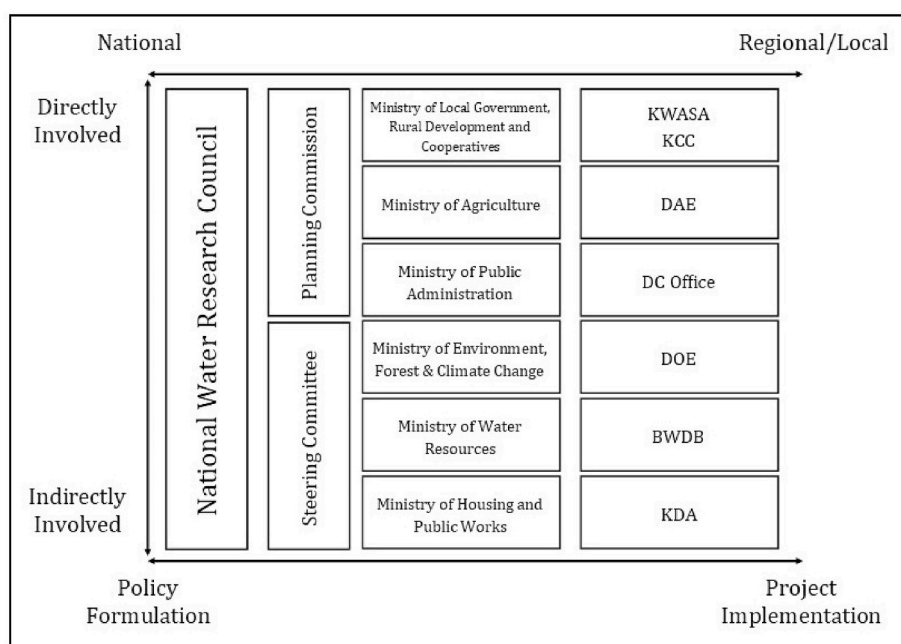 National
Regional/Local
Directly
Involved
National Water Research Council
Planning Commission
Ministry of Local Government,
Rural Development and
Cooperatives
KWASA
KCC
Ministry of Agriculture
DAE
Ministry of Public
Administration
DC Office
Steering Committee
Ministry of Environment,
Forest & Climate Change
DOE
Ministry of Water
Resources
BWDB
Indirectly
Involved
Ministry of Housing and
Public Works
KDA
Policy
Formulation
Project
Implementation